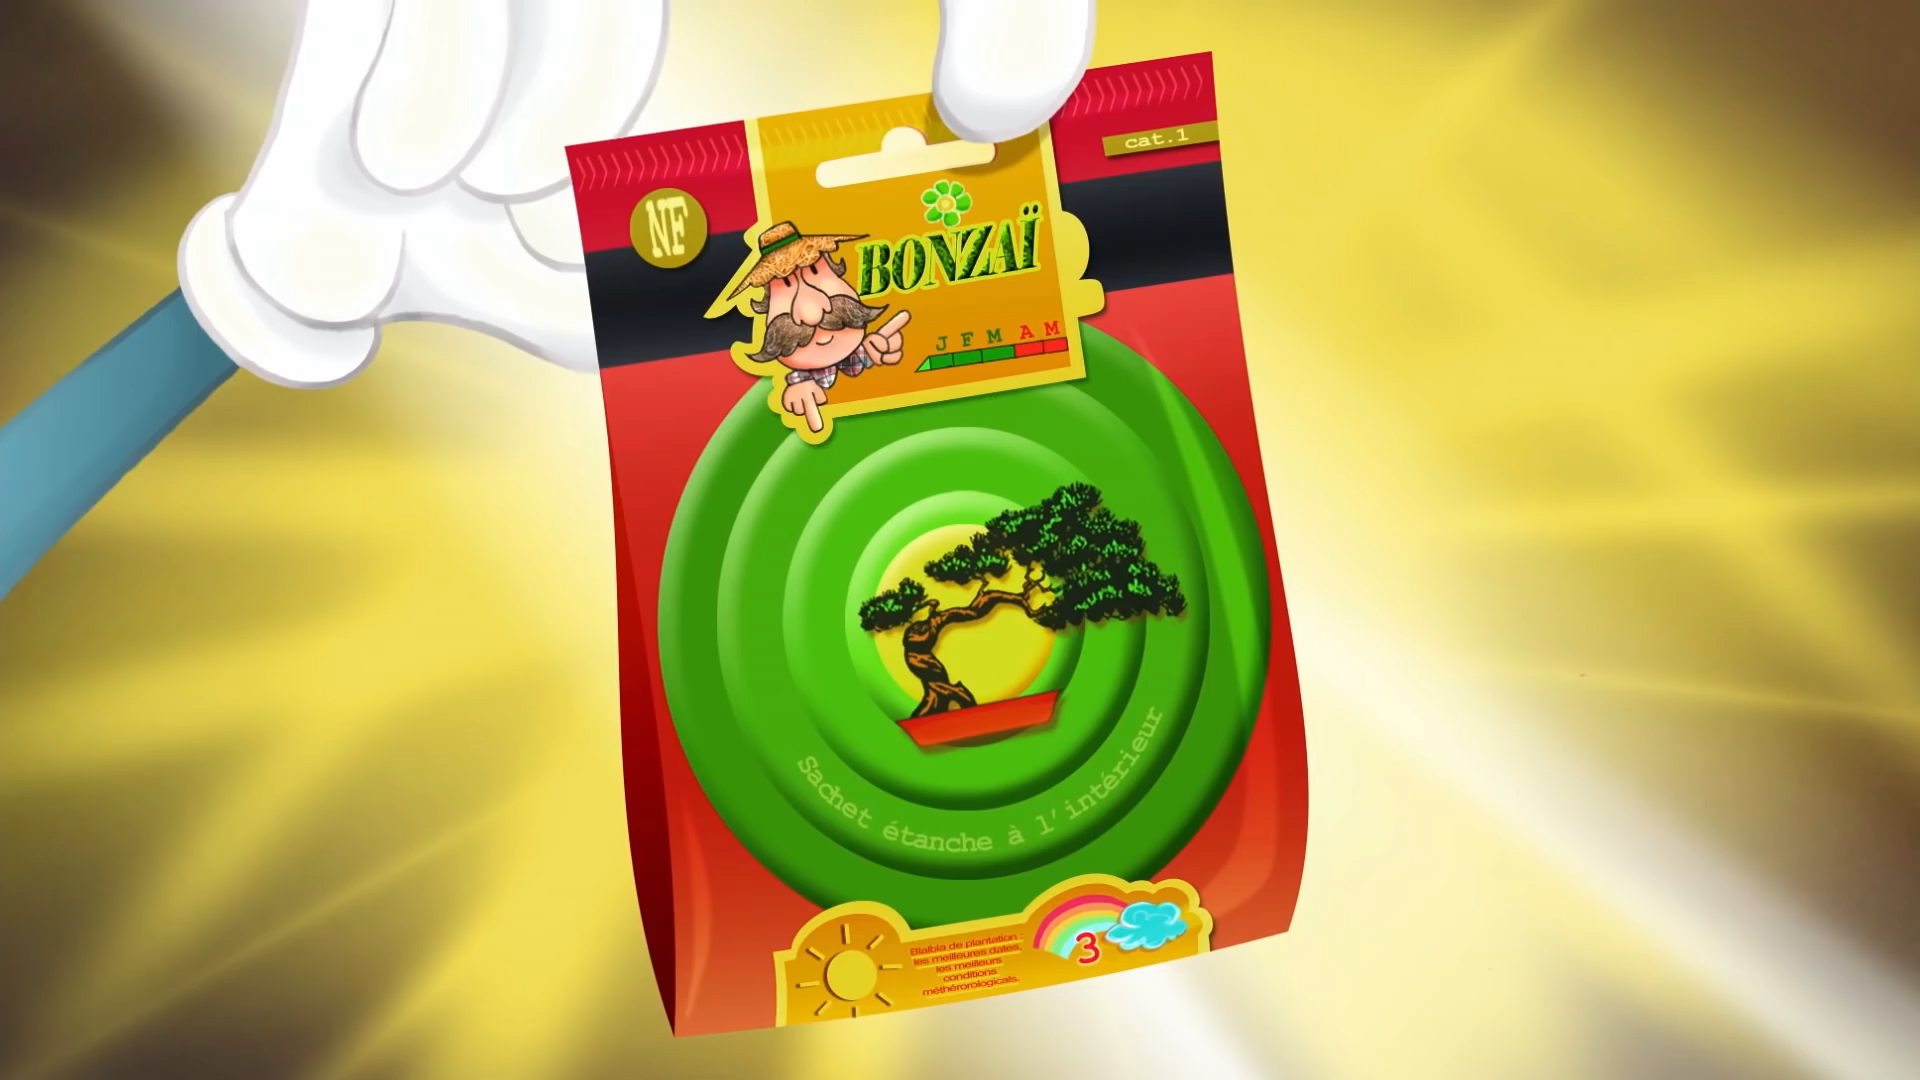 cat.1
NF
BONZAÏ
J F M A M
Sachet étanche à l'intérieur
Blabla de plantation :
les meilleures dates,
les meilleurs
conditions
méthérorologicals.
3